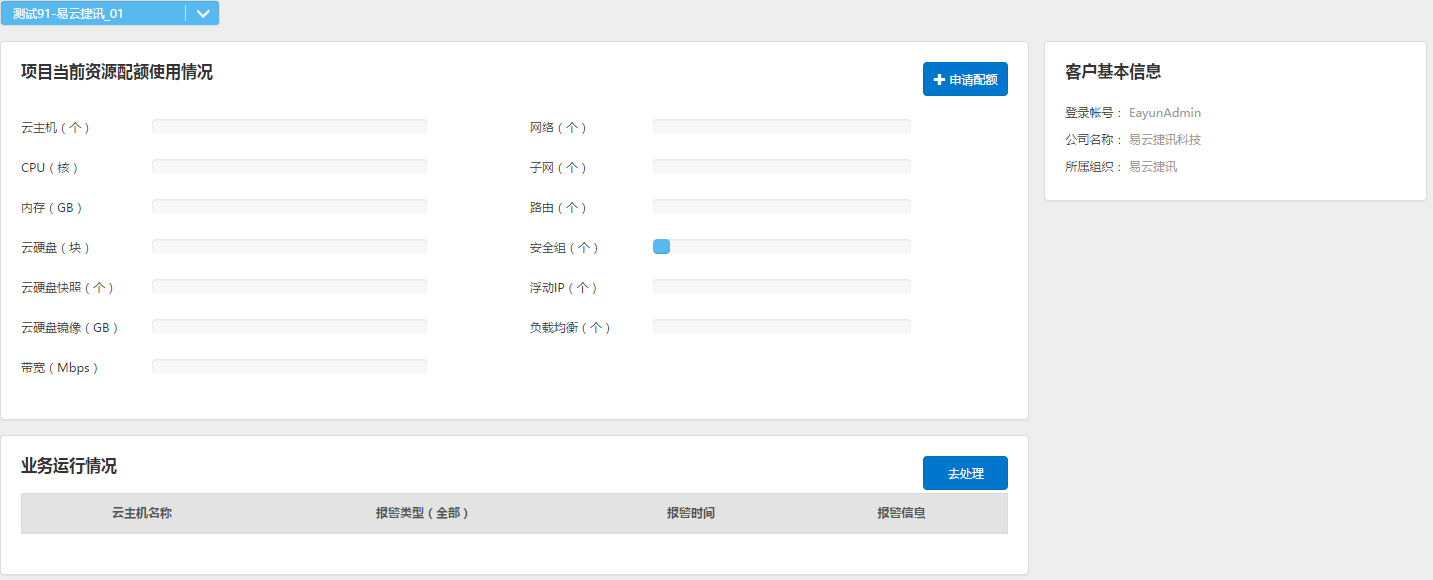 测试91-易云捷讯_01
项目当前资源配额使用情况
申请配额
云主机（个）
网络（个）
CPU（核）
子网（个）
内存（GB）
路由（个）
云硬盘（块）
安全组（个）
云硬盘快照（个）
浮动IP（个）
云硬盘镜像（GB）
负载均衡（个）
带宽（Mbps）
客户基本信息
登录帐号： EayunAdmin
公司名称： 易云捷讯科技
所属组织： 易云捷讯
业务运行情况
去处理
云主机名称 报警类型（全部） 报警时间 报警信息